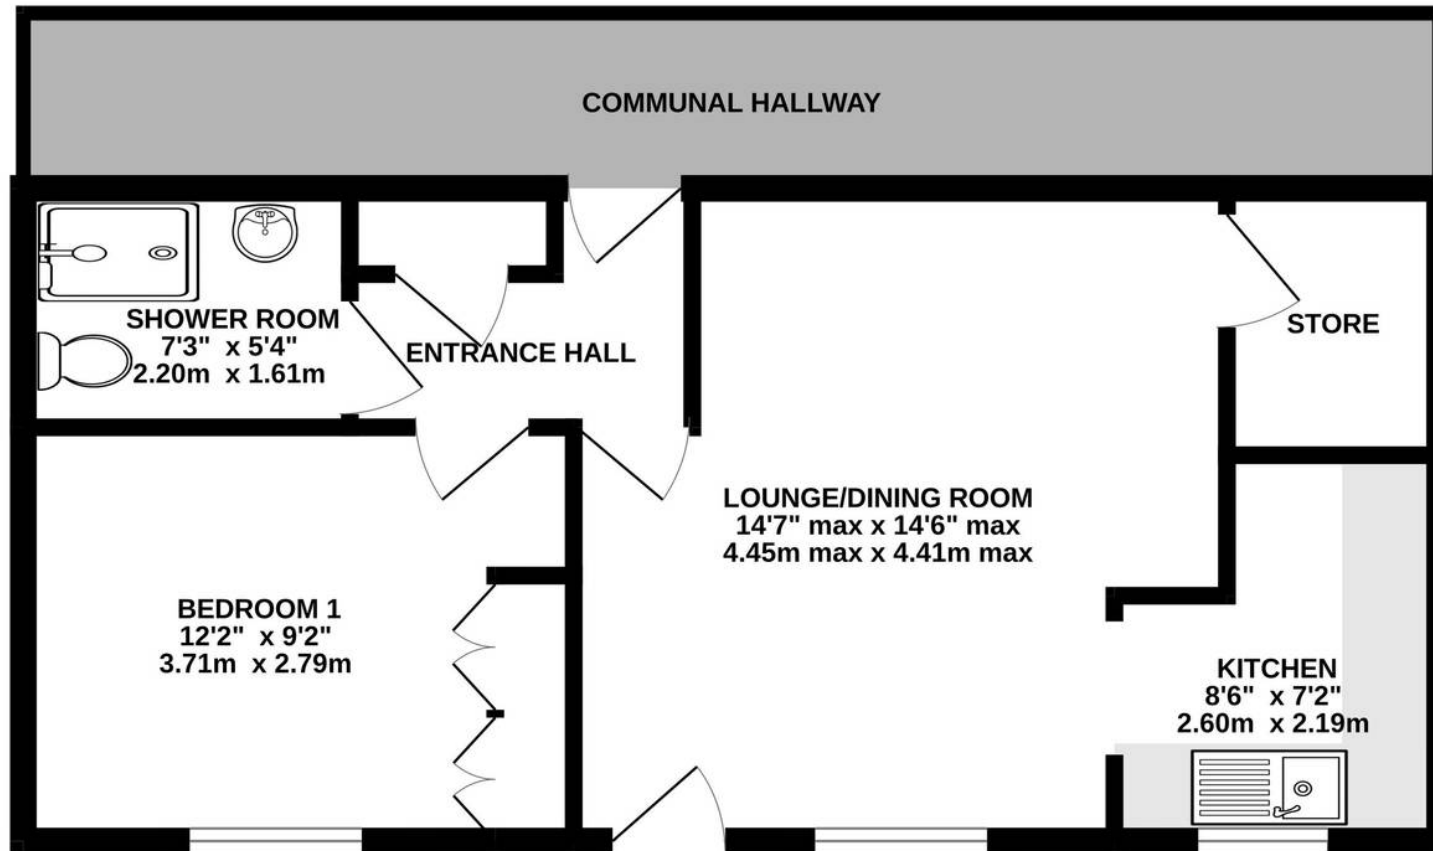 COMMUNAL HALLWAY
SHOWER ROOM
7'3" x 5'4"
2.20m x 1.61m
ENTRANCE HALL
STORE
LOUNGE/DINING ROOM
14'7" max x 14'6" max
4.45m max x 4.41m max
BEDROOM 1
12'2" x 9'2"
3.71m x 2.79m
KITCHEN
8'6" x 7'2"
2.60m x 2.19m